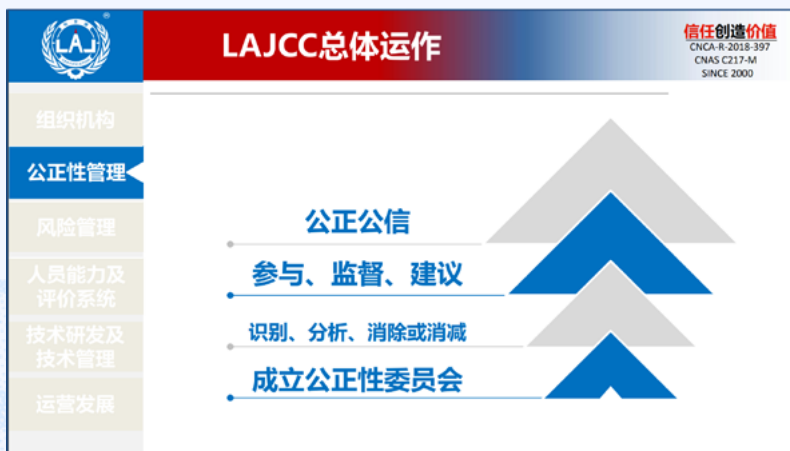 LAJ
®
LAJCC总体运作
信任创造价值
CNCA-R-2018-397
CNAS C217-M
SINCE 2000
组织机构
公正性管理
风险管理
人员能力及
评价系统
技术研发及
技术管理
运营发展
公正公信
参与、监督、建议
识别、分析、消除或消减
成立公正性委员会